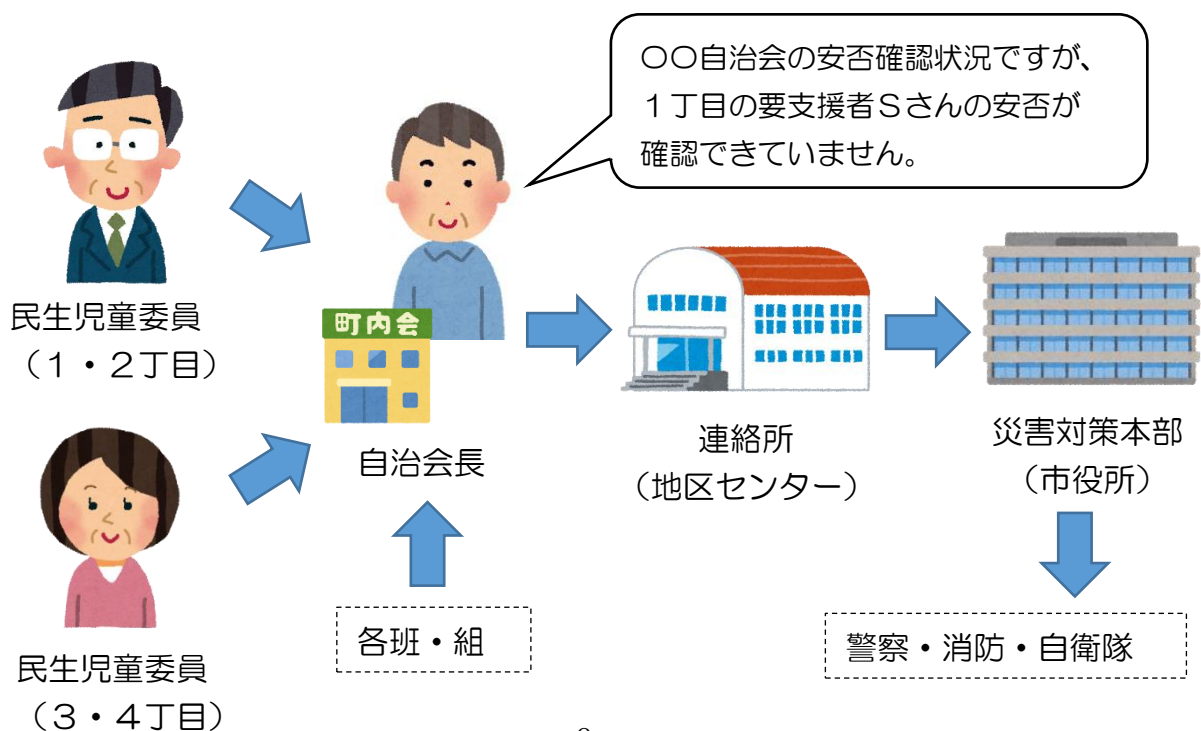 〇〇自治会の安否確認状況ですが、
１丁目の要支援者Ｓさんの安否が
確認できていません。
民生児童委員
（１・２丁目）
町内会
自治会長
連絡所
（地区センター）
災害対策本部
（市役所）
各班・組
警察・消防・自衛隊
民生児童委員
（３・４丁目）